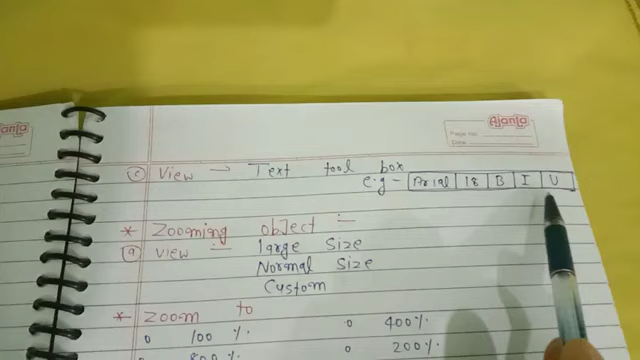 Ajanta
Page No.
Date
(c) View → Text tool box
e.g - Arial 18 B I U
* Zooming object :-
(a) View :- large Size
Normal Size
Custom
* Zoom to
o 100 %. o 400%.
o 800%. o 200%.